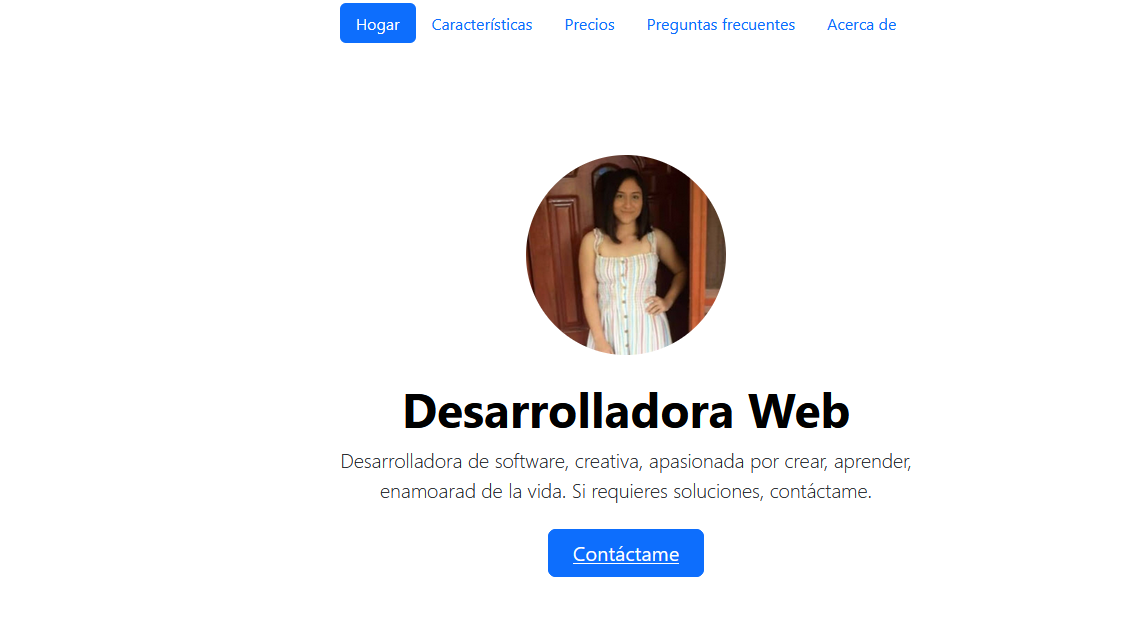 Hogar Características Precios Preguntas frecuentes Acerca de
Desarrolladora Web
Desarrolladora de software, creativa, apasionada por crear, aprender,
enamoarad de la vida. Si requieres soluciones, contáctame.
Contáctame